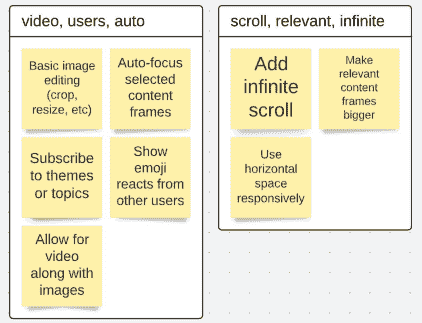 video, users, auto
Basic image
editing
(crop,
resize, etc)
Auto-focus
selected
content
frames
Subscribe
to themes
or topics
Show
emoji
reacts from
other users
Allow for
video
along with
images
scroll, relevant, infinite
Add
infinite
scroll
Make
relevant
content
frames
bigger
Use
horizontal
space
responsively